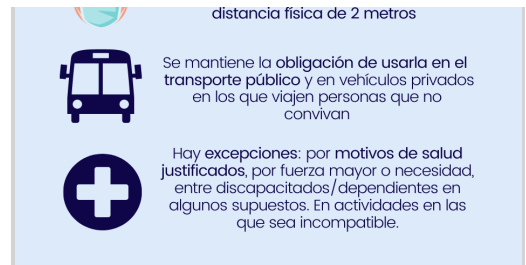 distancia física de 2 metros
Se mantiene la obligación de usarla en el
transporte público y en vehículos privados
en los que viajen personas que no
convivan
Hay excepciones: por motivos de salud
justificados, por fuerza mayor o necesidad,
entre discapacitados/dependientes en
algunos supuestos. En actividades en las
que sea incompatible.